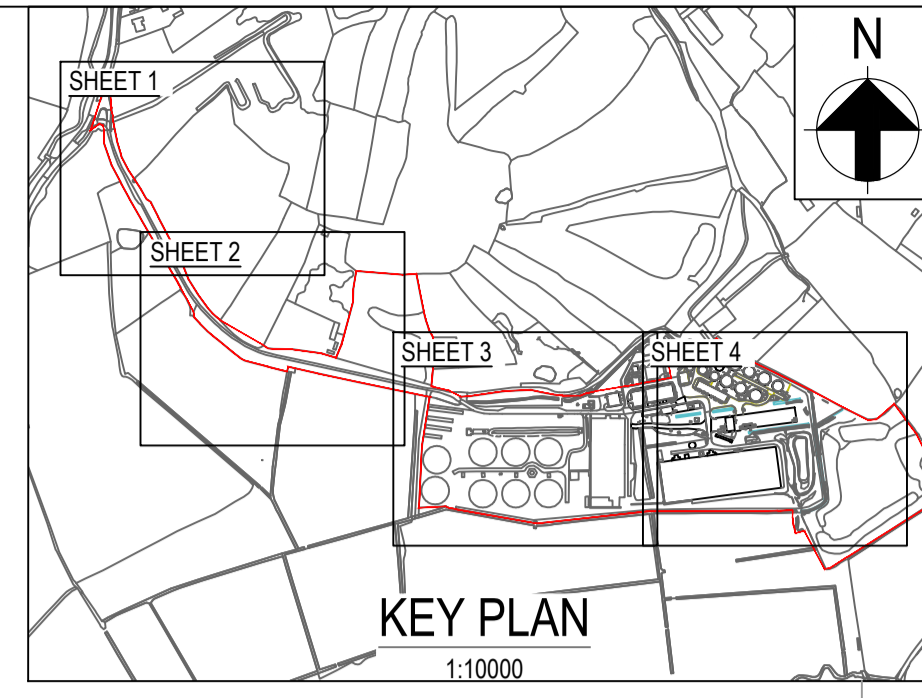 SHEET 1
N
SHEET 2
SHEET 3
SHEET 4
KEY PLAN
1:10000